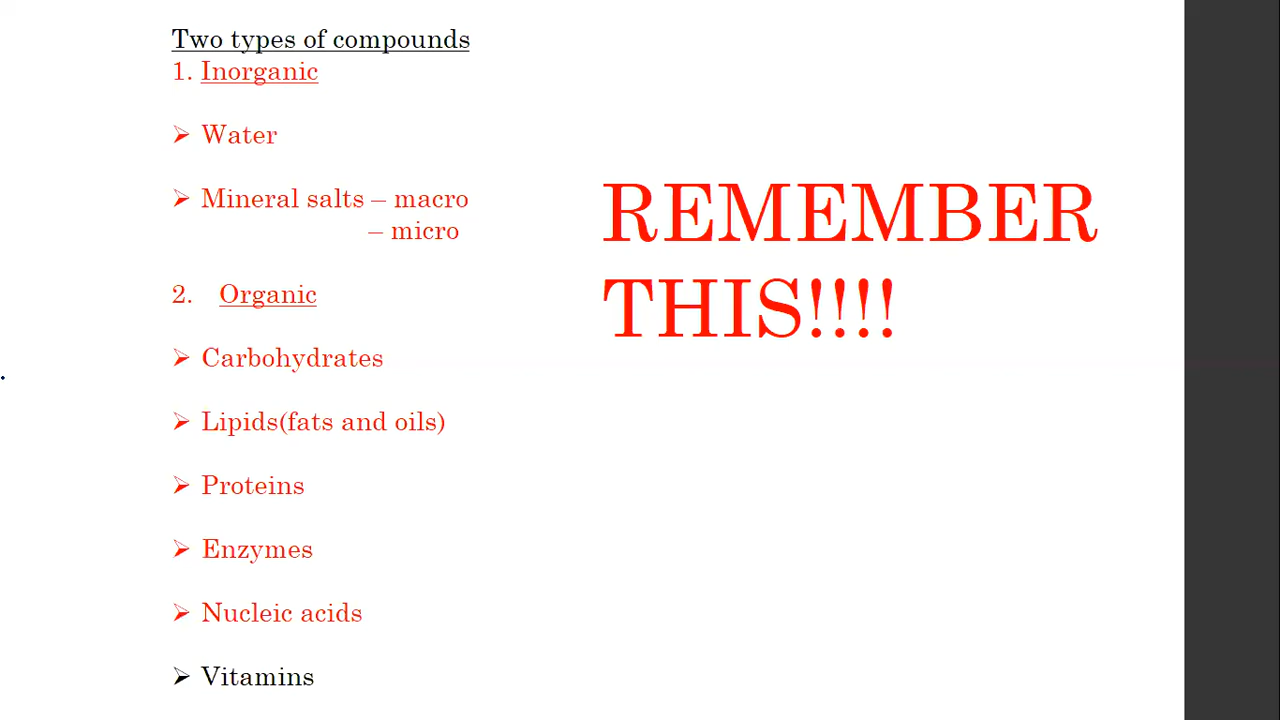 Two types of compounds
1. Inorganic
➢ Water
➢ Mineral salts – macro
– micro
2. Organic
➢ Carbohydrates
➢ Lipids(fats and oils)
➢ Proteins
➢ Enzymes
➢ Nucleic acids
➢ Vitamins
REMEMBER
THIS!!!!